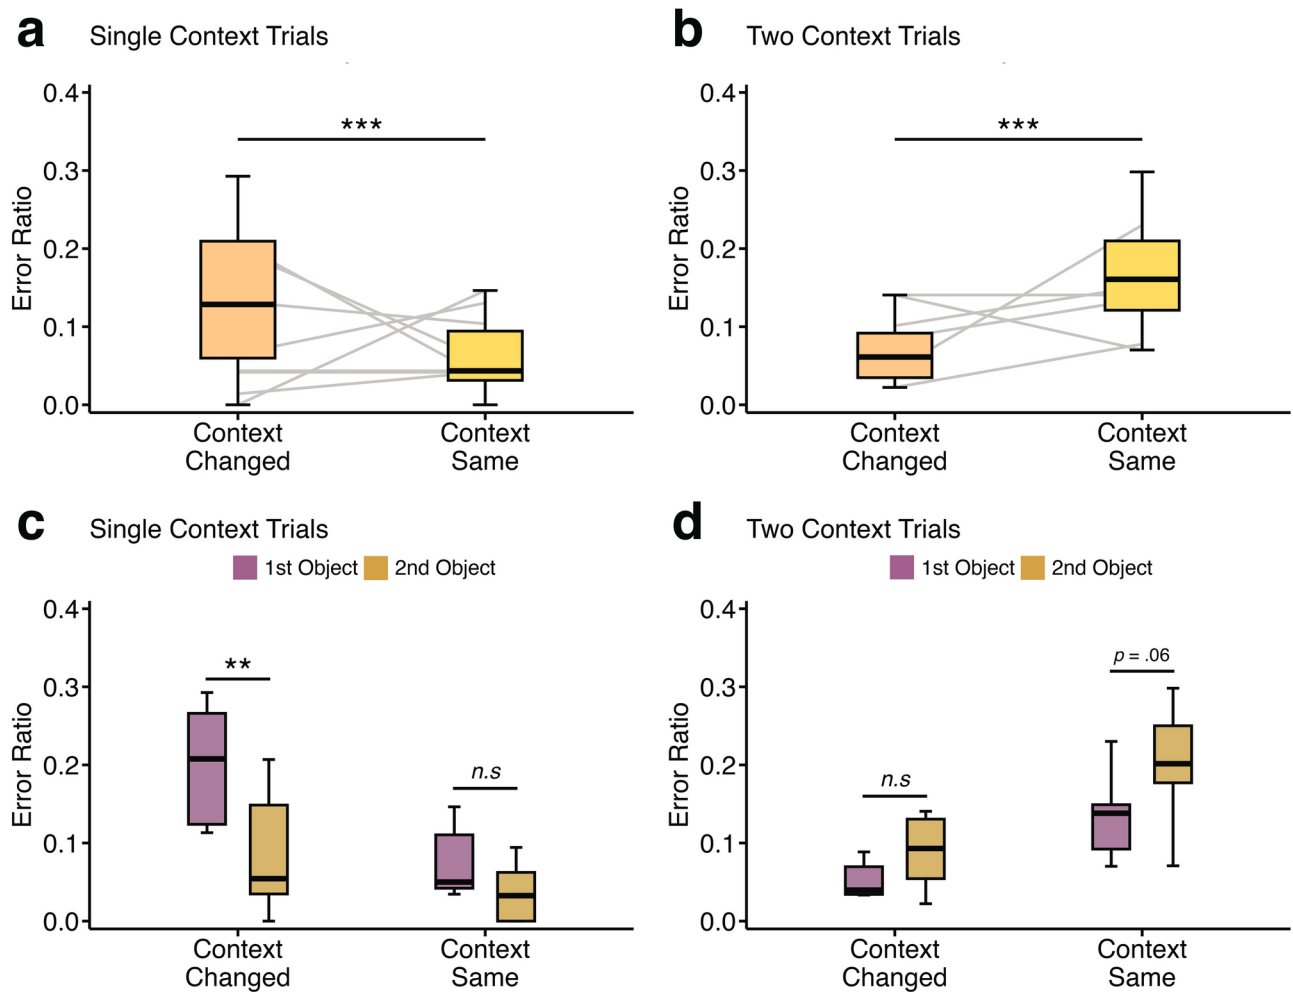 a Single Context Trials
Error Ratio
0.4
0.3
0.2
0.1
0.0
***
Context Changed
Context Same
b Two Context Trials
Error Ratio
0.4
0.3
0.2
0.1
0.0
***
Context Changed
Context Same
c Single Context Trials
1st Object 2nd Object
Error Ratio
0.4
0.3
0.2
0.1
0.0
**
n.s
Context Changed
Context Same
d Two Context Trials
1st Object 2nd Object
Error Ratio
0.4
0.3
0.2
0.1
0.0
n.s
p = .06
Context Changed
Context Same